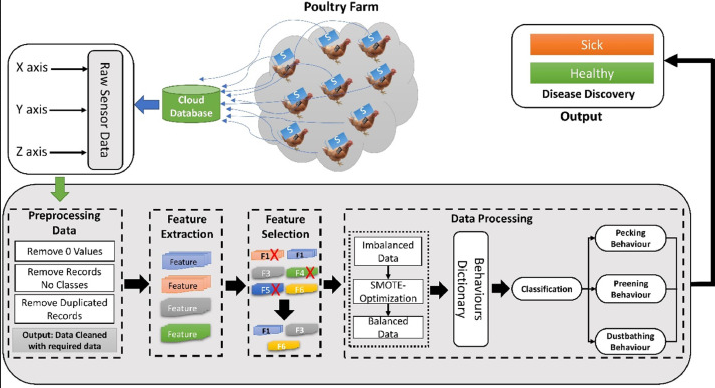 Poultry Farm
S
S
S
S
S
S
S
S
S
X axis
Y axis
Z axis
Raw Sensor Data
Cloud
Database
Sick
Healthy
Disease Discovery
Output
Preprocessing
Data
Remove 0 Values
Remove Records
No Classes
Remove Duplicated
Records
Output: Data Cleaned
with required data
Feature
Extraction
Feature
Feature
Feature
Feature
Feature
Selection
F1 X F1
F3 F4 X
F5 X F6
F1 F3
F6
Data Processing
Imbalanced
Data
SMOTE-
Optimization
Balanced
Data
Behaviours
Dictionary
Classification
Pecking
Behaviour
Preening
Behaviour
Dustbathing
Behaviour